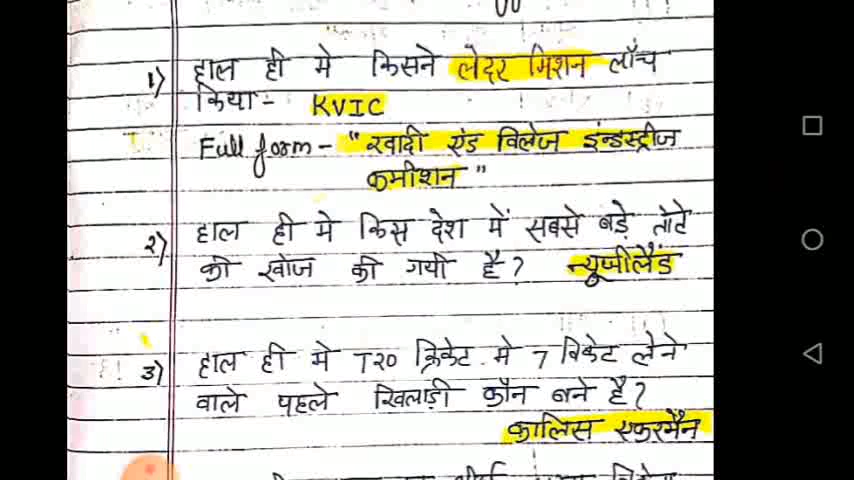 1) हाल ही मे किसने लेदर मिशन लॉन्च
किया- KVIC
Full form- "खादी एंड विलेज इंडस्ट्रीज
कमीशन"
2) हाल ही मे किस देश में सबसे बड़े तोते
की खोज की गयी है? न्यूजीलैंड
3) हाल ही मे T20 क्रिकेट मे 7 विकेट लेने
वाले पहले खिलाड़ी कौन बने है?
कालिस एकरमैन